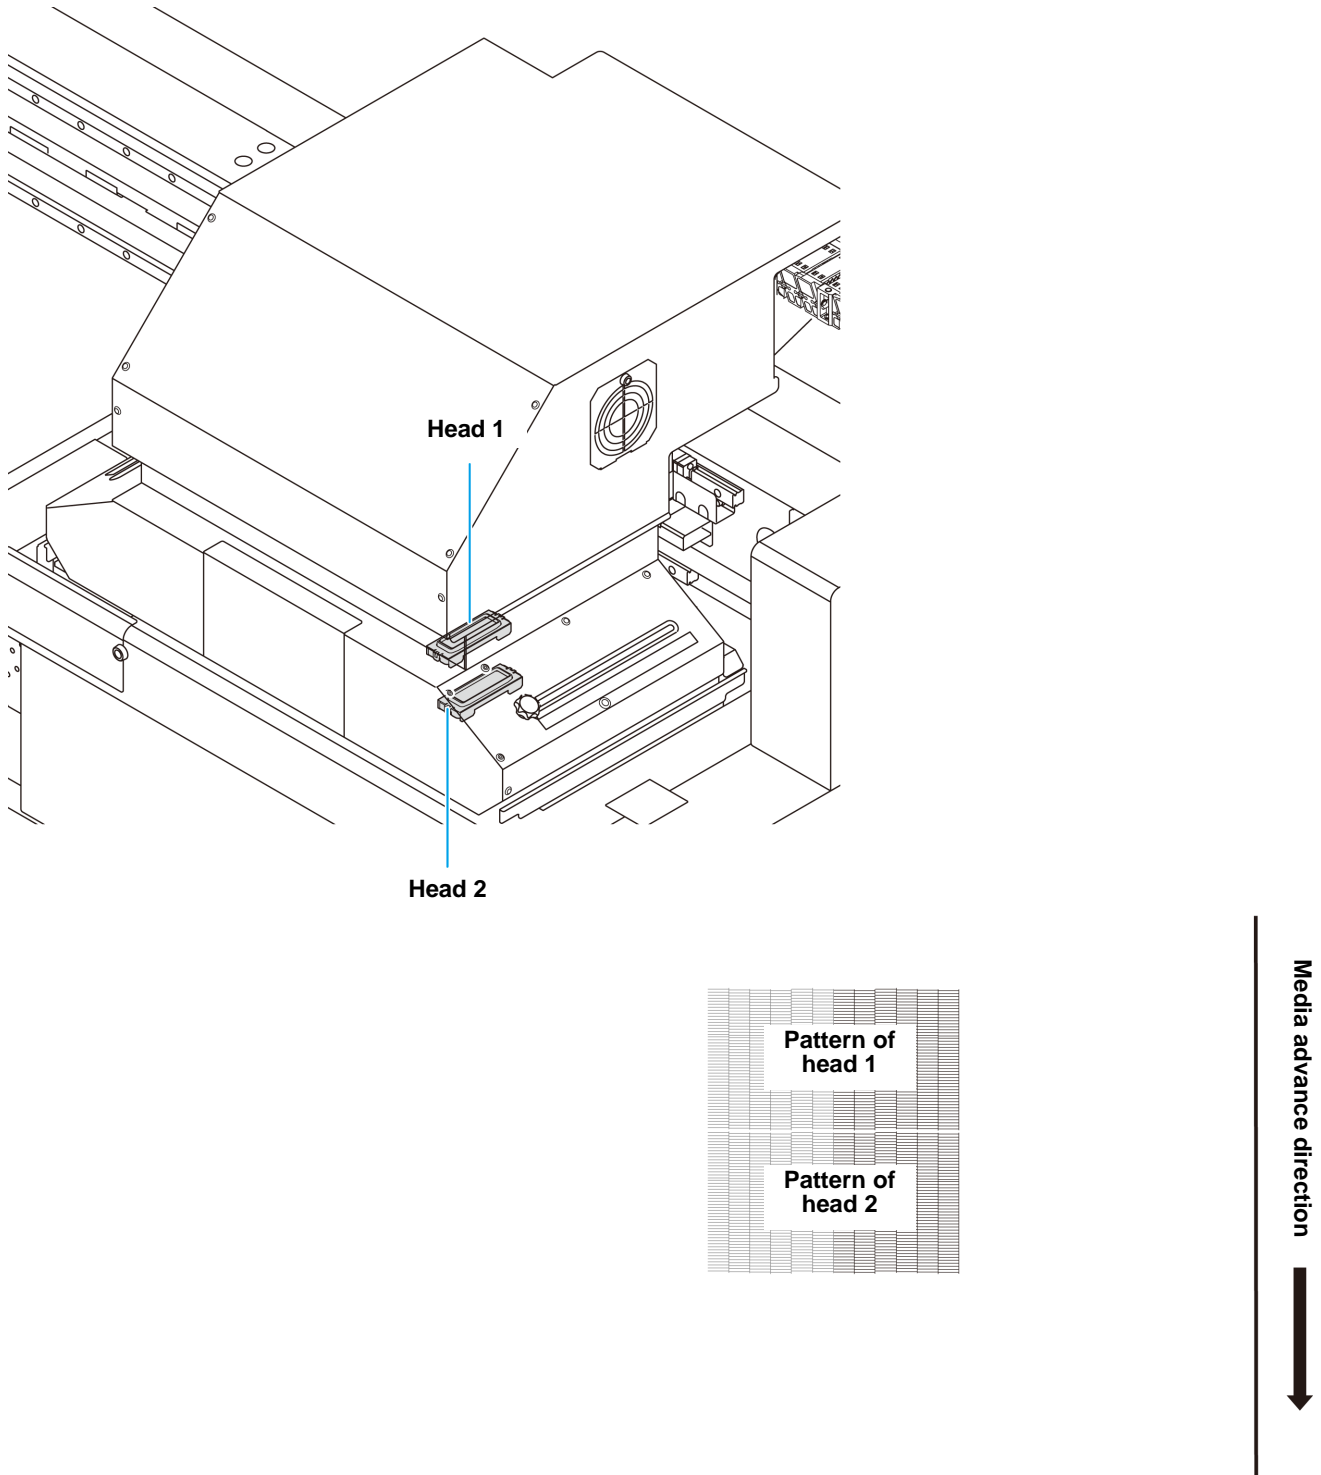 Head 1
Head 2
Pattern of
head 1
Pattern of
head 2
Media advance direction